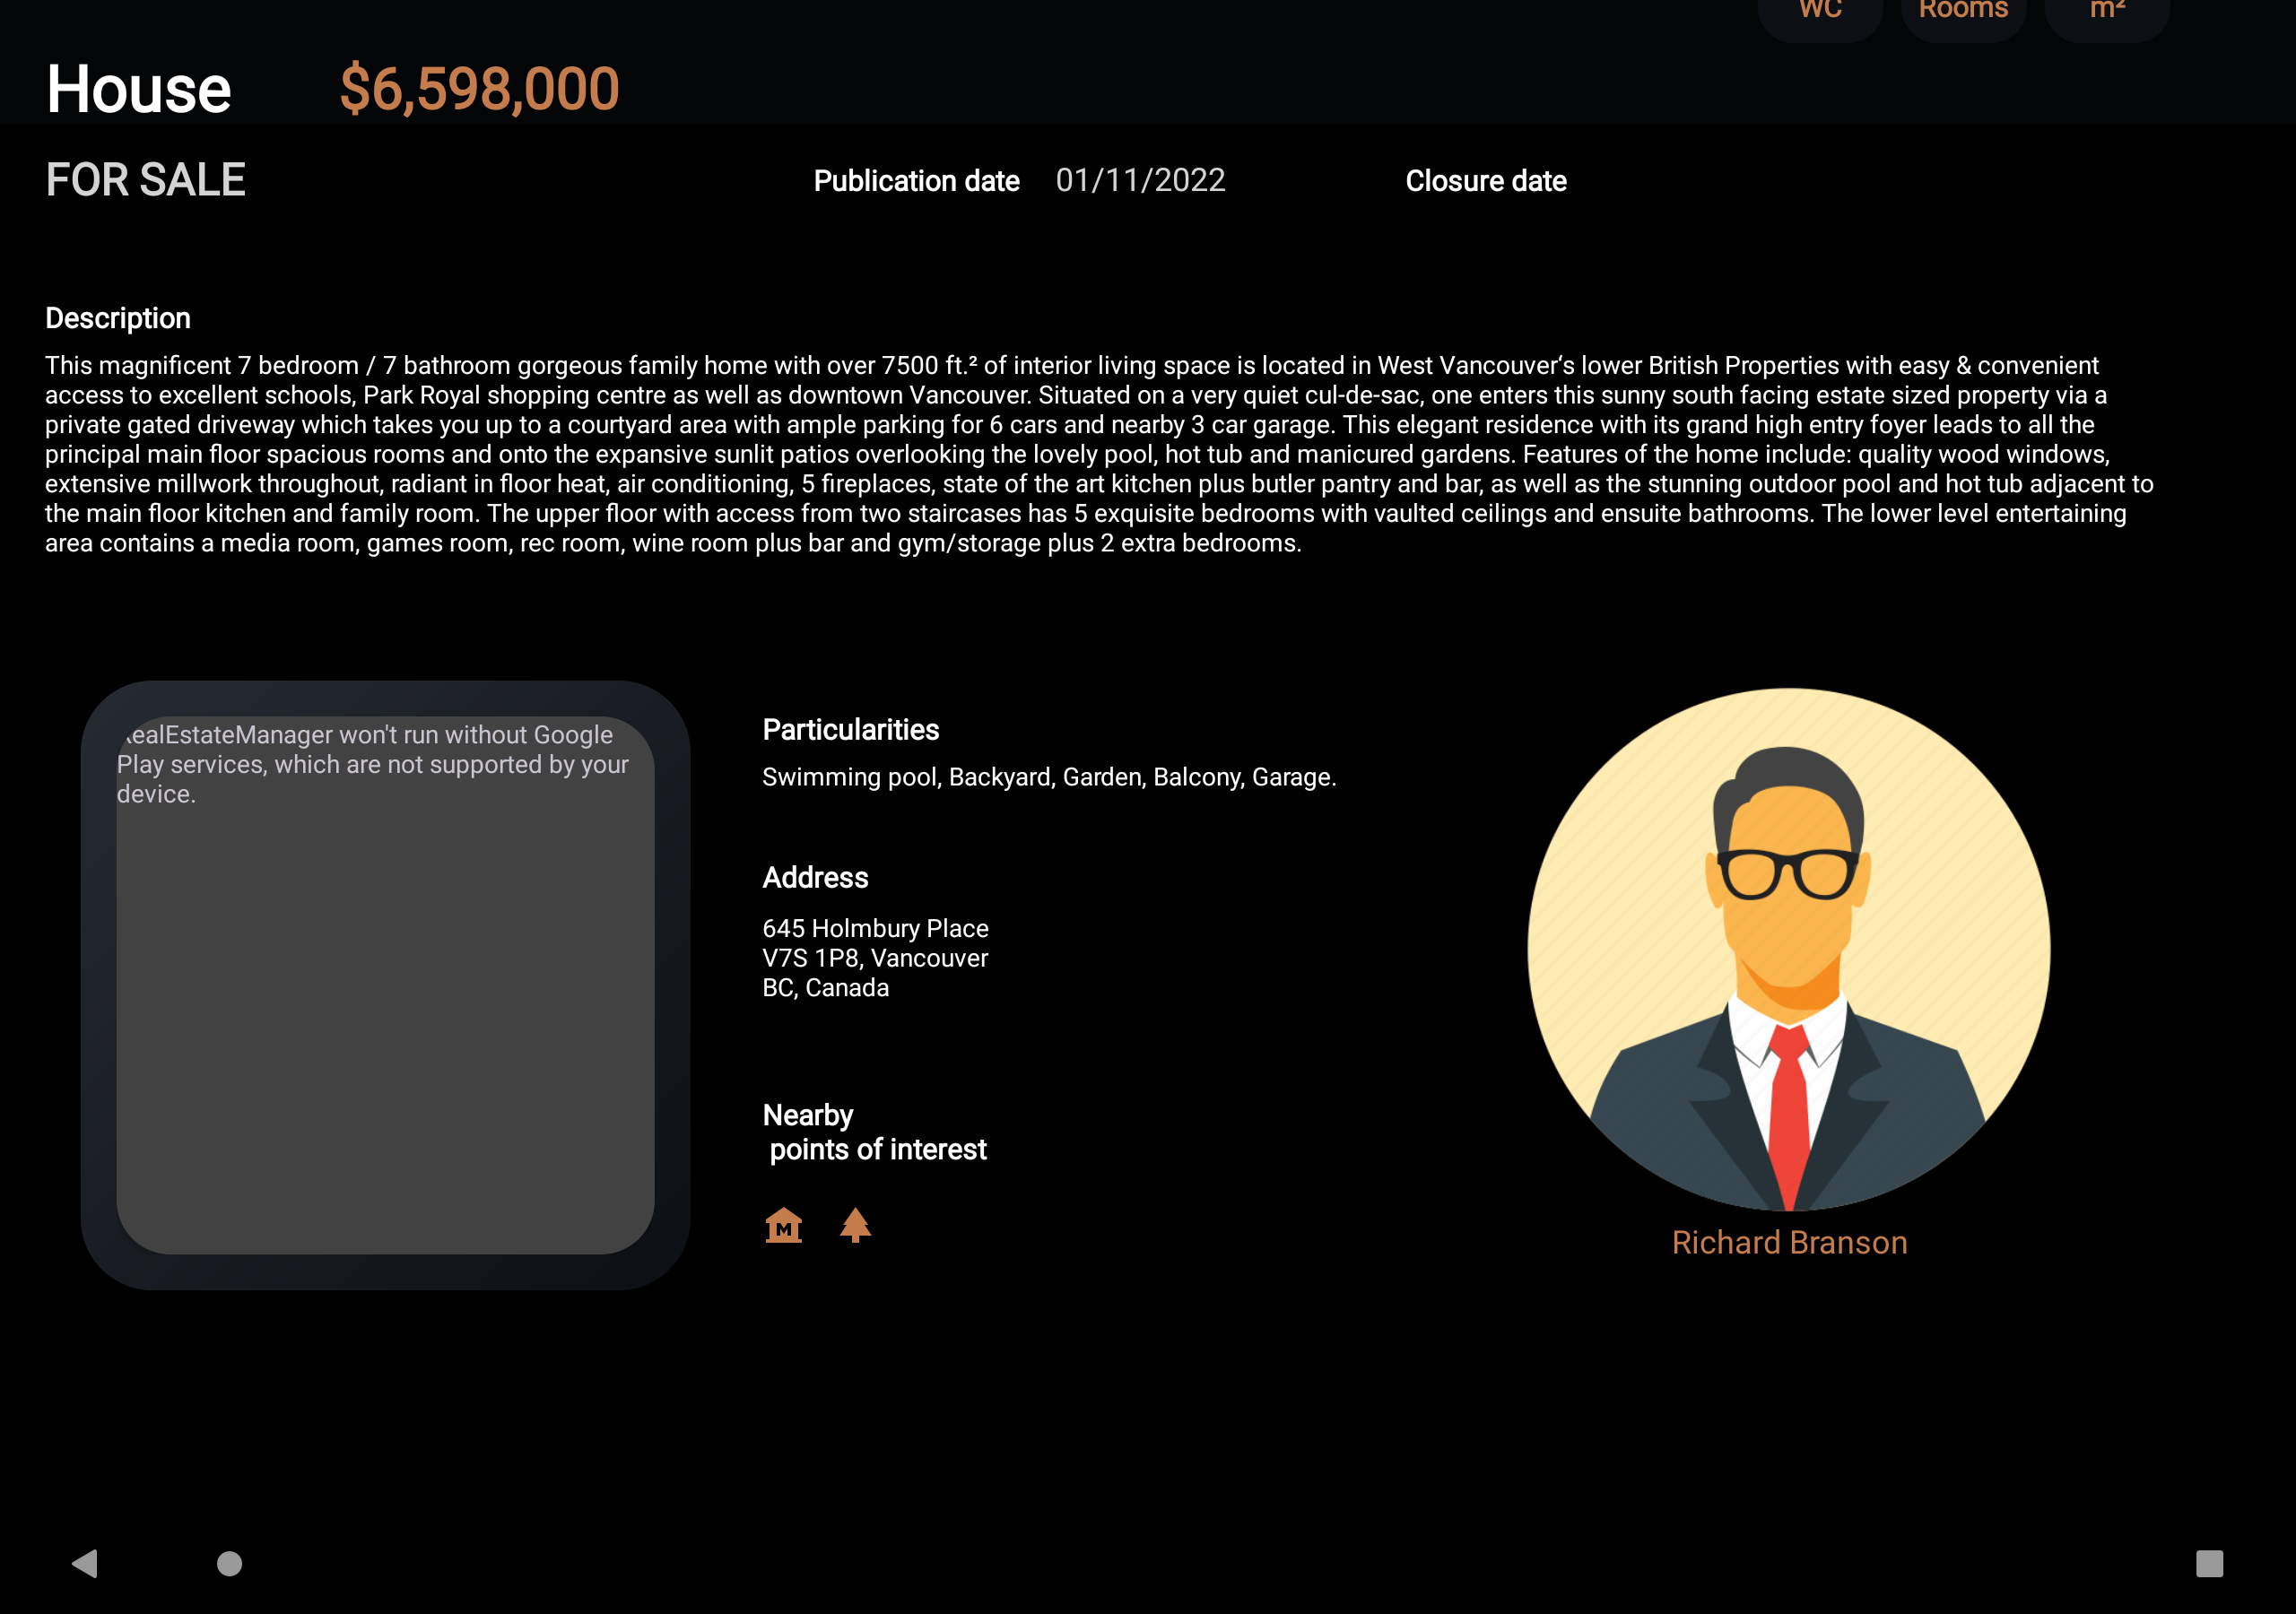 WC Rooms m²
House $6,598,000
FOR SALE Publication date 01/11/2022 Closure date
Description
This magnificent 7 bedroom / 7 bathroom gorgeous family home with over 7500 ft.² of interior living space is located in West Vancouver‘s lower British Properties with easy & convenient
access to excellent schools, Park Royal shopping centre as well as downtown Vancouver. Situated on a very quiet cul-de-sac, one enters this sunny south facing estate sized property via a
private gated driveway which takes you up to a courtyard area with ample parking for 6 cars and nearby 3 car garage. This elegant residence with its grand high entry foyer leads to all the
principal main floor spacious rooms and onto the expansive sunlit patios overlooking the lovely pool, hot tub and manicured gardens. Features of the home include: quality wood windows,
extensive millwork throughout, radiant in floor heat, air conditioning, 5 fireplaces, state of the art kitchen plus butler pantry and bar, as well as the stunning outdoor pool and hot tub adjacent to
the main floor kitchen and family room. The upper floor with access from two staircases has 5 exquisite bedrooms with vaulted ceilings and ensuite bathrooms. The lower level entertaining
area contains a media room, games room, rec room, wine room plus bar and gym/storage plus 2 extra bedrooms.
RealEstateManager won't run without Google
Play services, which are not supported by your
device.
Particularities
Swimming pool, Backyard, Garden, Balcony, Garage.
Address
645 Holmbury Place
V7S 1P8, Vancouver
BC, Canada
Nearby
points of interest
M
Richard Branson